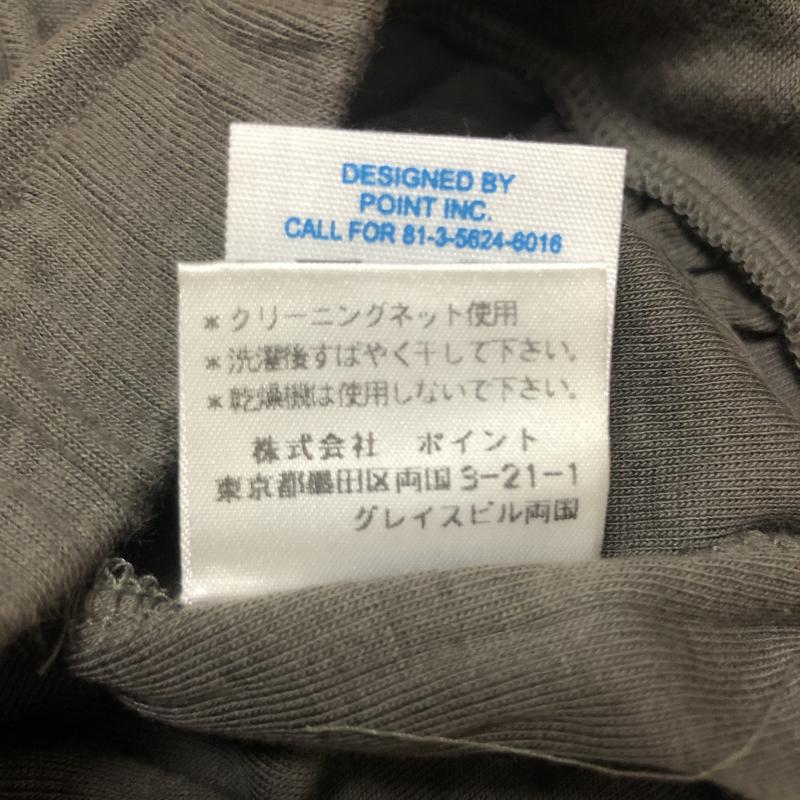 DESIGNED BY
POINT INC.
CALL FOR 81-3-5624-6016
*クリーニングネット使用
*洗濯後すばやく干して下さい。
*乾燥機は使用しないで下さい。
株式会社 ポイント
東京都墨田区両国3-21-1
グレイスビル両国